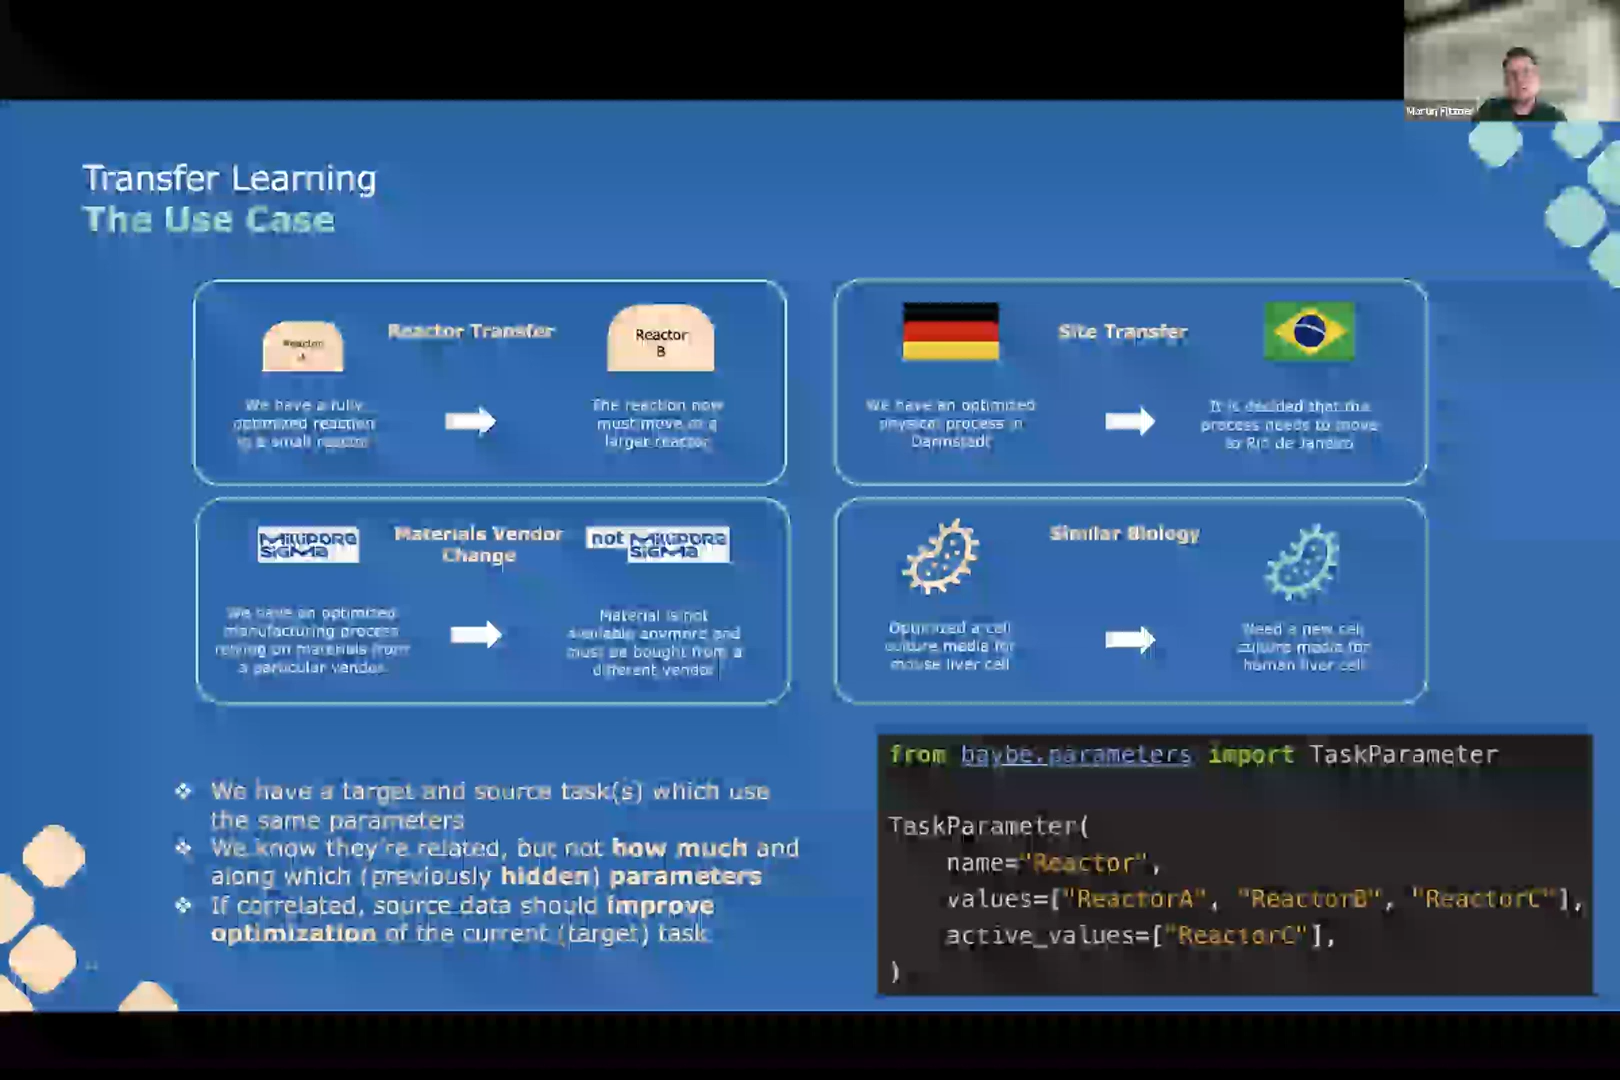 Martin Fitzner
Transfer Learning
The Use Case
Reactor
A
Reactor Transfer
Reactor
B
We have a fully
optimized reaction
in a small reactor
The reaction now
must move to a
larger reactor
Site Transfer
We have an optimized
physical process in
Darmstadt
It is decided that the
process needs to move
to Rio de Janeiro
MILLIPORE
SIGMA
Materials Vendor
Change
not MILLIPORE
SIGMA
We have an optimized
manufacturing process
relying on materials from
a particular vendor
Material is not
available anymore and
must be bought from a
different vendor
Similar Biology
Optimized a cell
culture media for
mouse liver cell
Need a new cell
culture media for
human liver cell
❖ We have a target and source task(s) which use
the same parameters
❖ We know they're related, but not how much and
along which (previously hidden) parameters
❖ If correlated, source data should improve
optimization of the current (target) task
from baybe.parameters import TaskParameter
TaskParameter(
name="Reactor",
values=["ReactorA", "ReactorB", "ReactorC"],
active_values=["ReactorC"],
)